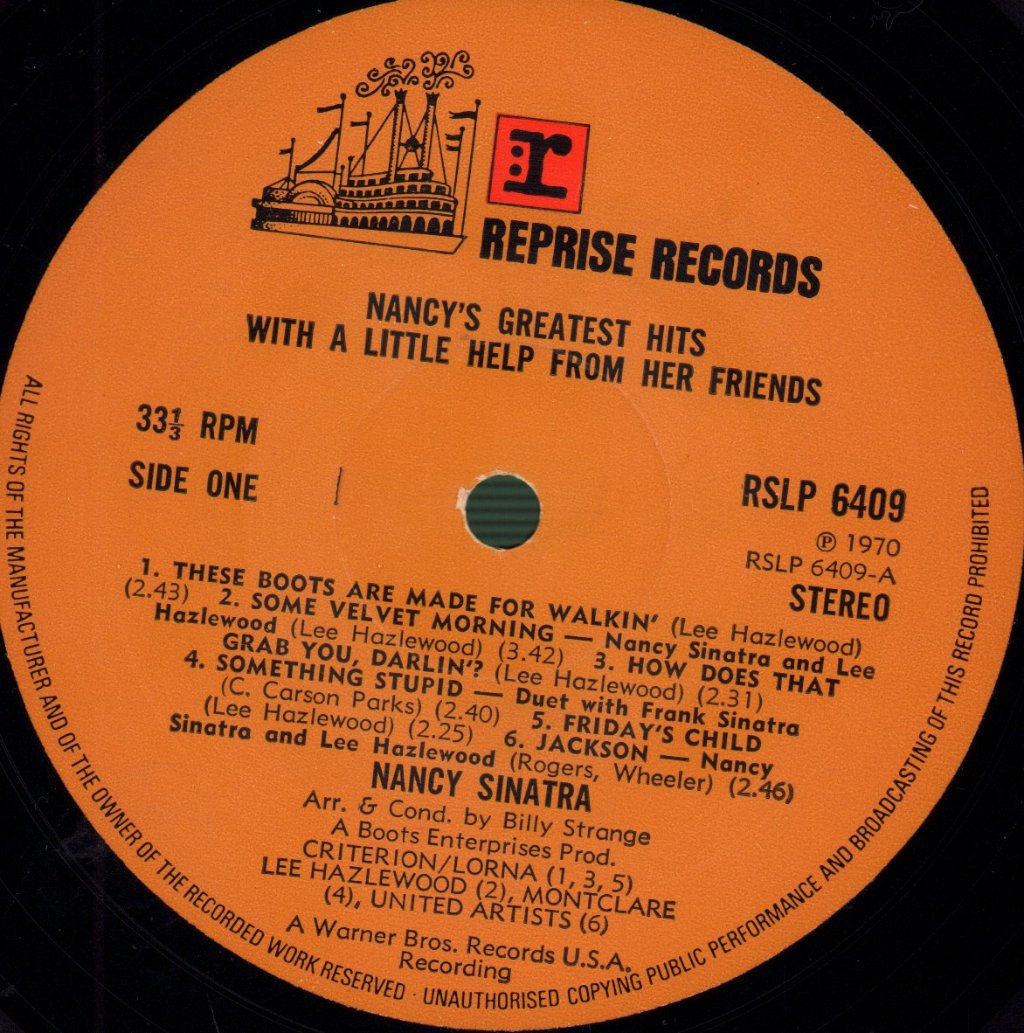 r
REPRISE RECORDS
NANCY'S GREATEST HITS
WITH A LITTLE HELP FROM HER FRIENDS
33⅓ RPM
SIDE ONE
RSLP 6409
℗ 1970
RSLP 6409-A
STEREO
1. THESE BOOTS ARE MADE FOR WALKIN' (Lee Hazlewood)
(2.43) 2. SOME VELVET MORNING — Nancy Sinatra and Lee
Hazlewood (Lee Hazlewood) (3.42) 3. HOW DOES THAT
GRAB YOU, DARLIN'? (Lee Hazlewood) (2.31)
4. SOMETHING STUPID — Duet with Frank Sinatra
(C. Carson Parks) (2.40) 5. FRIDAY'S CHILD
(Lee Hazlewood) (2.25) 6. JACKSON — Nancy
Sinatra and Lee Hazlewood (Rogers, Wheeler) (2.46)
NANCY SINATRA
Arr. & Cond. by Billy Strange
A Boots Enterprises Prod.
CRITERION/LORNA (1, 3, 5)
LEE HAZLEWOOD (2), MONTCLARE
(4), UNITED ARTISTS (6)
A Warner Bros. Records U.S.A.
Recording
ALL RIGHTS OF THE MANUFACTURER AND OF THE OWNER OF THE RECORDED WORK RESERVED · UNAUTHORISED COPYING PUBLIC PERFORMANCE AND BROADCASTING OF THIS RECORD PROHIBITED